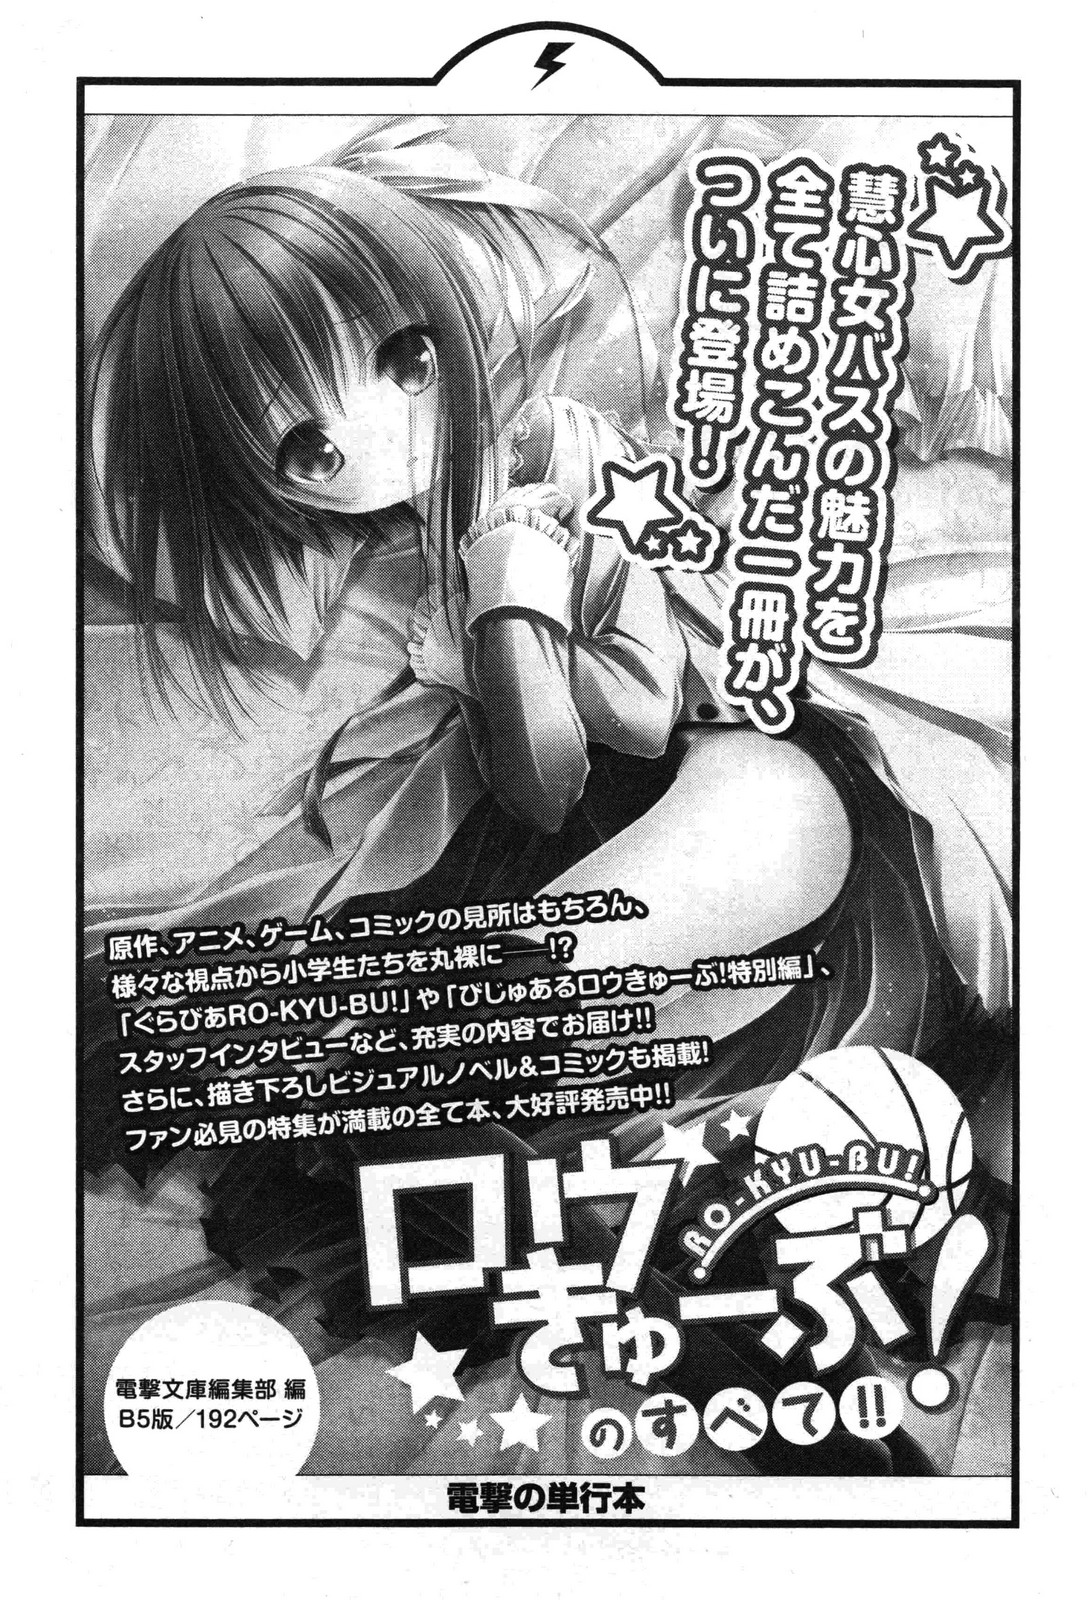 慧心女バスの魅力を
全て詰めこんだ一冊が、
ついに登場!
原作、アニメ、ゲーム、コミックの見所はもちろん、
様々な視点から小学生たちを丸裸に――!?
「ぐらびあRO-KYU-BU!」や「びじゅあるロウきゅーぶ!特別編」、
スタッフインタビューなど、充実の内容でお届け!!
さらに、描き下ろしビジュアルノベル&コミックも掲載!
ファン必見の特集が満載の全て本、大好評発売中!!
RO-KYU-BU!
ロウ
きゅーぶ!
のすべて!!
電撃文庫編集部 編
B5版/192ページ
電撃の単行本